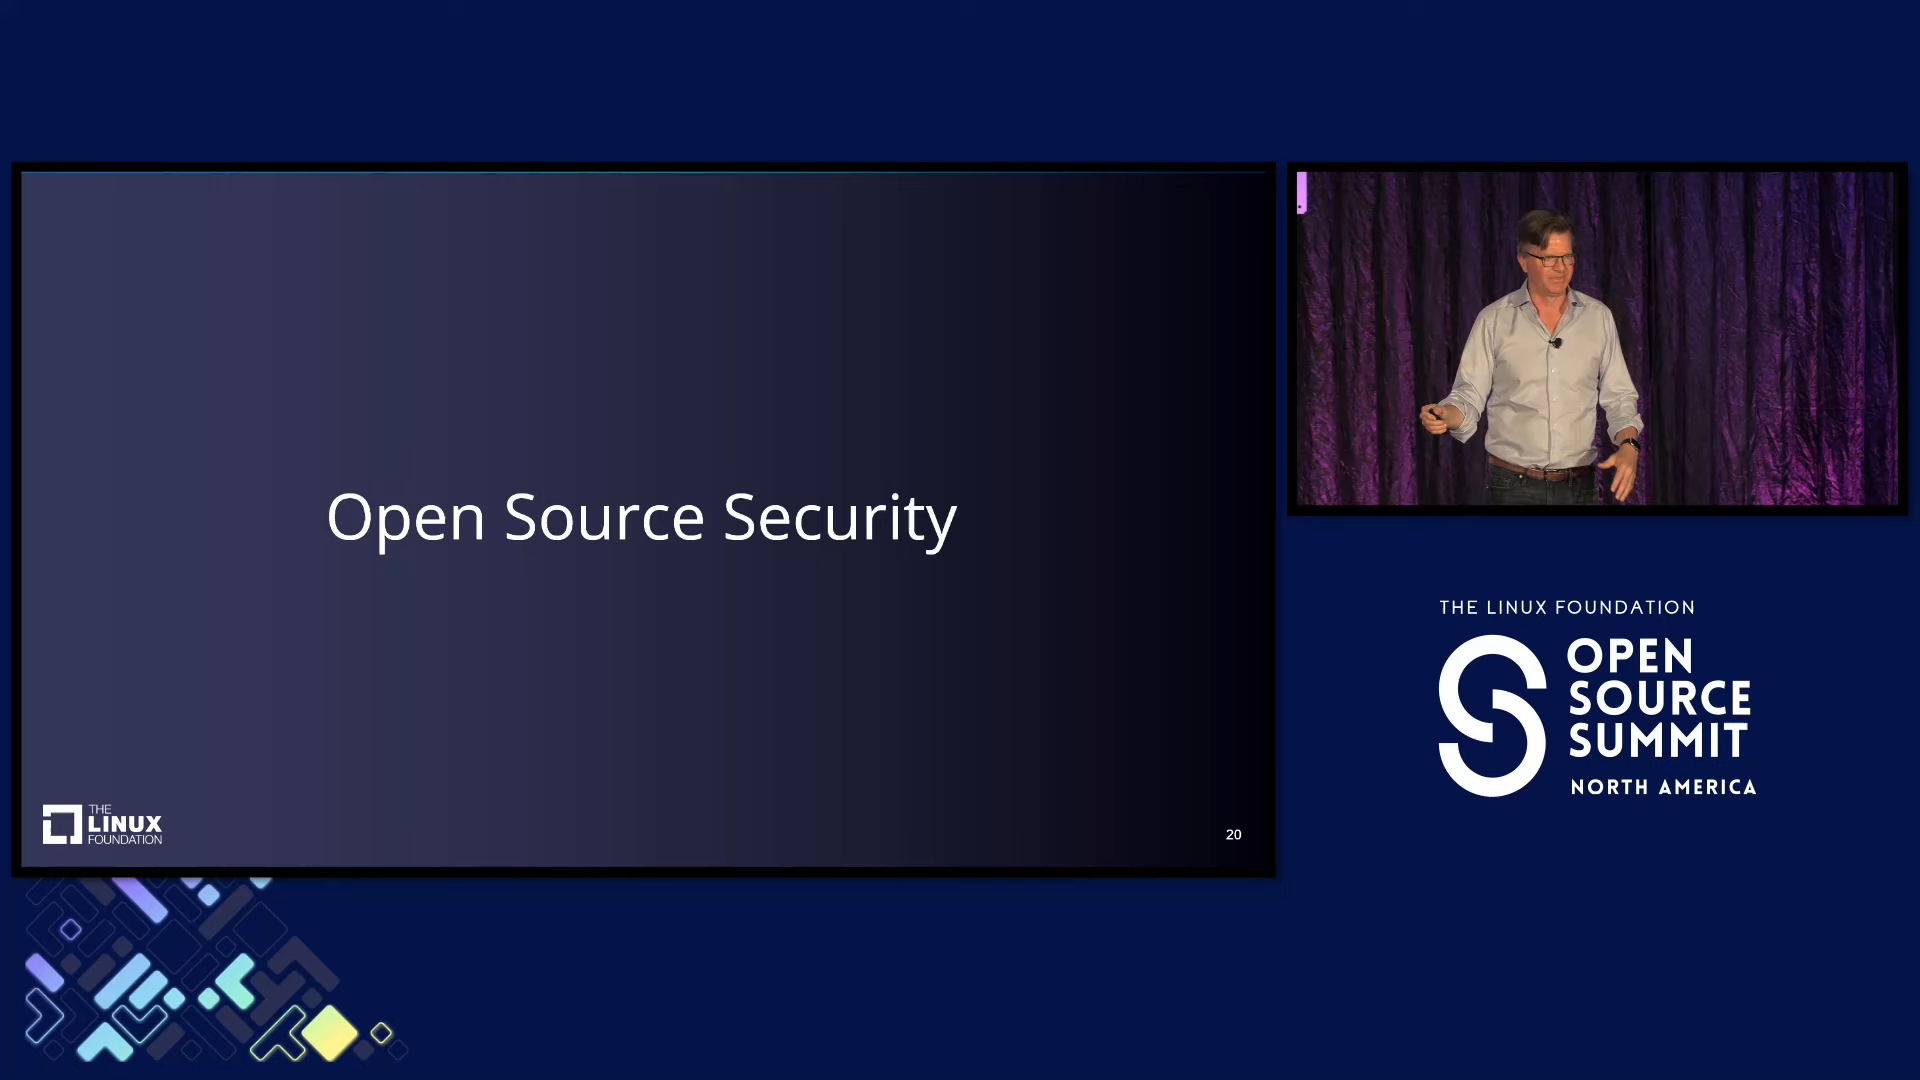 Open Source Security
THE
LINUX
FOUNDATION
20
THE LINUX FOUNDATION
OPEN
SOURCE
SUMMIT
NORTH AMERICA